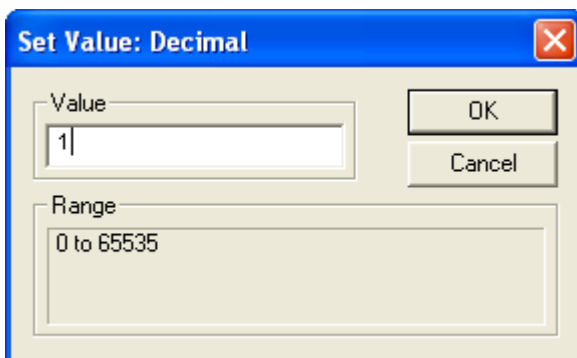 Set Value: Decimal
Value
1
OK
Cancel
Range
0 to 65535